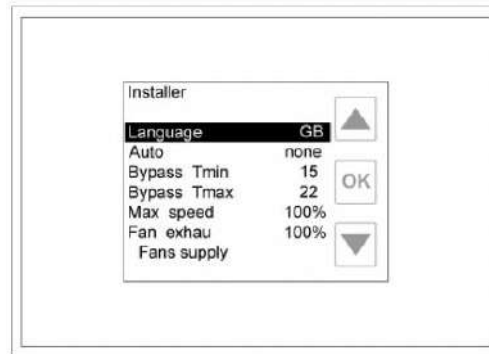 Installer
Language GB
Auto none
Bypass Tmin 15
Bypass Tmax 22
OK
Max speed 100%
Fan exhau 100%
Fans supply